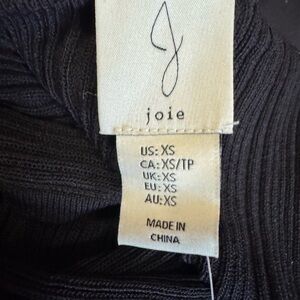 joie
US: XS
CA: XS/TP
UK: XS
EU: XS
AU: XS
MADE IN
CHINA